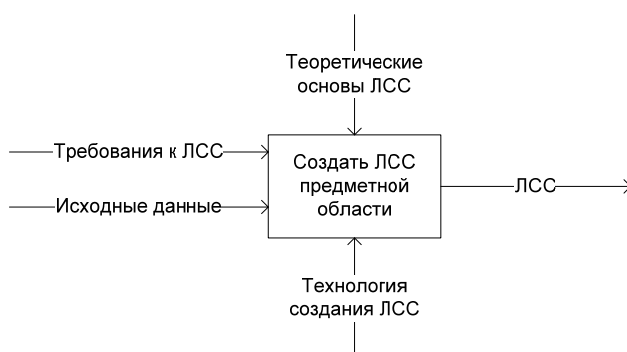 Теоретические
основы ЛСС
Требования к ЛСС
Исходные данные
Создать ЛСС
предметной
области
ЛСС
Технология
создания ЛСС